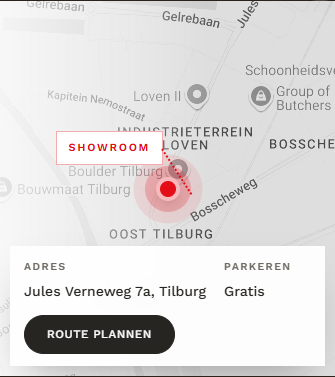 Gelrebaan
Gelrebaan
Jules
Schoonheidsv
Kapitein Nemostraat
Loven II
Group of
Butchers
INDUSTRIETERREIN
LOVEN
BOSSCHE
SHOWROOM
Boulder Tilburg
Bouwmaat Tilburg
Bosscheweg
OOST TILBURG
ADRES
PARKEREN
Jules Verneweg 7a, Tilburg
Gratis
ROUTE PLANNEN